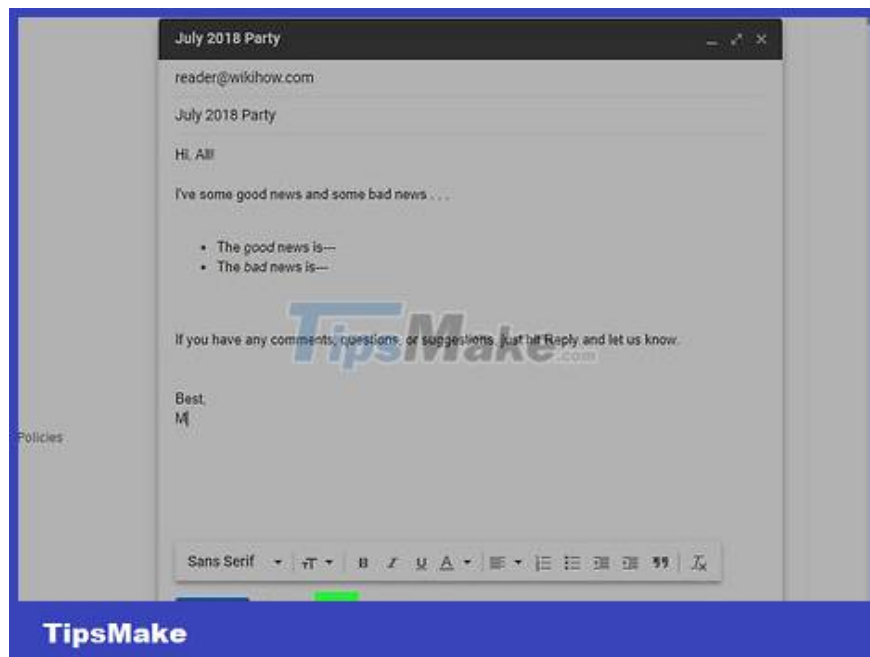 July 2018 Party
reader@wikihow.com
July 2018 Party
Hi, All!
I've some good news and some bad news . . .
• The good news is---
• The bad news is---
TipsMake.com
If you have any comments, questions, or suggestions, just hit Reply and let us know.
Best,
M
Policies
Sans Serif
TipsMake